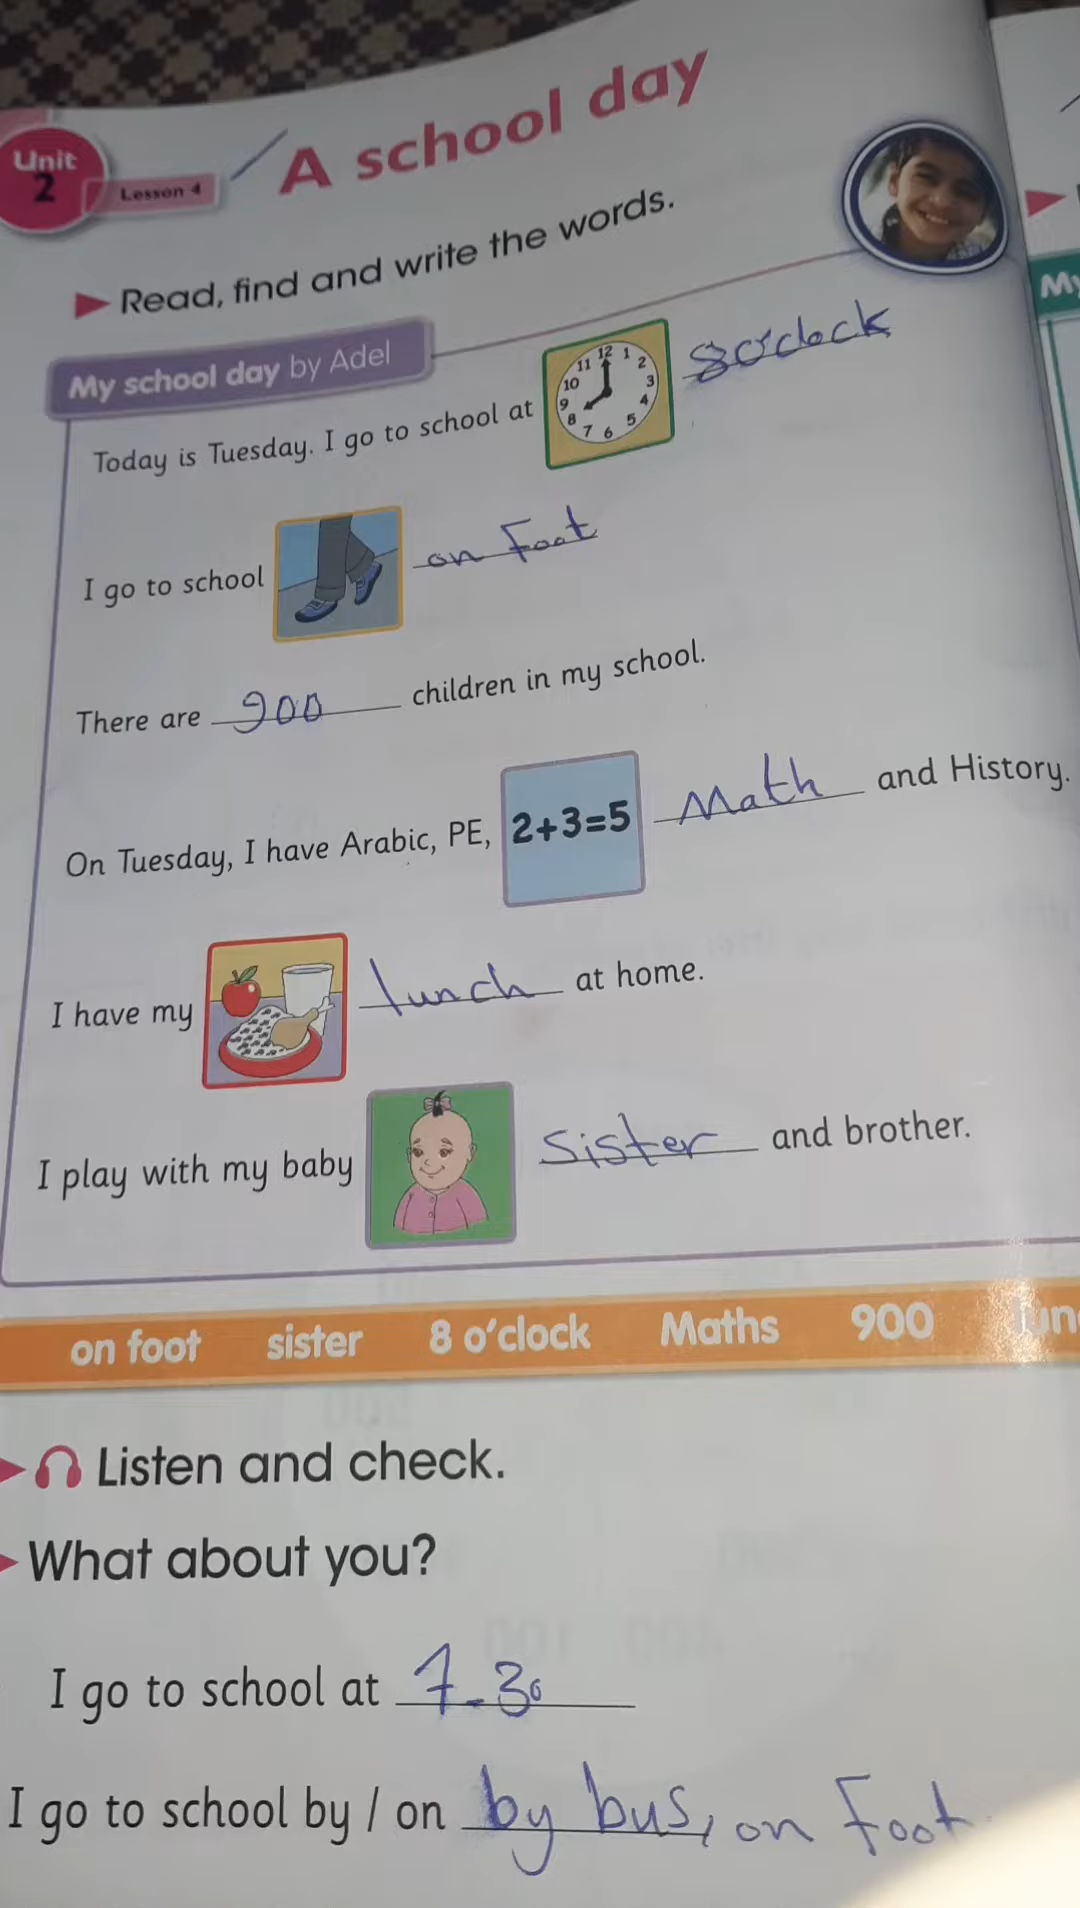 A school day
Unit
2
Lesson 4
Read, find and write the words.
My
My school day by Adel
Today is Tuesday. I go to school at 12 1 2 3 4 5 6 7 8 9 10 11 8 o'clock
I go to school on Foot
There are 900 children in my school.
On Tuesday, I have Arabic, PE, 2+3=5 Math and History.
I have my lunch at home.
I play with my baby sister and brother.
on foot sister 8 o'clock Maths 900
Listen and check.
What about you?
I go to school at 7-30
I go to school by / on by bus, on Foot